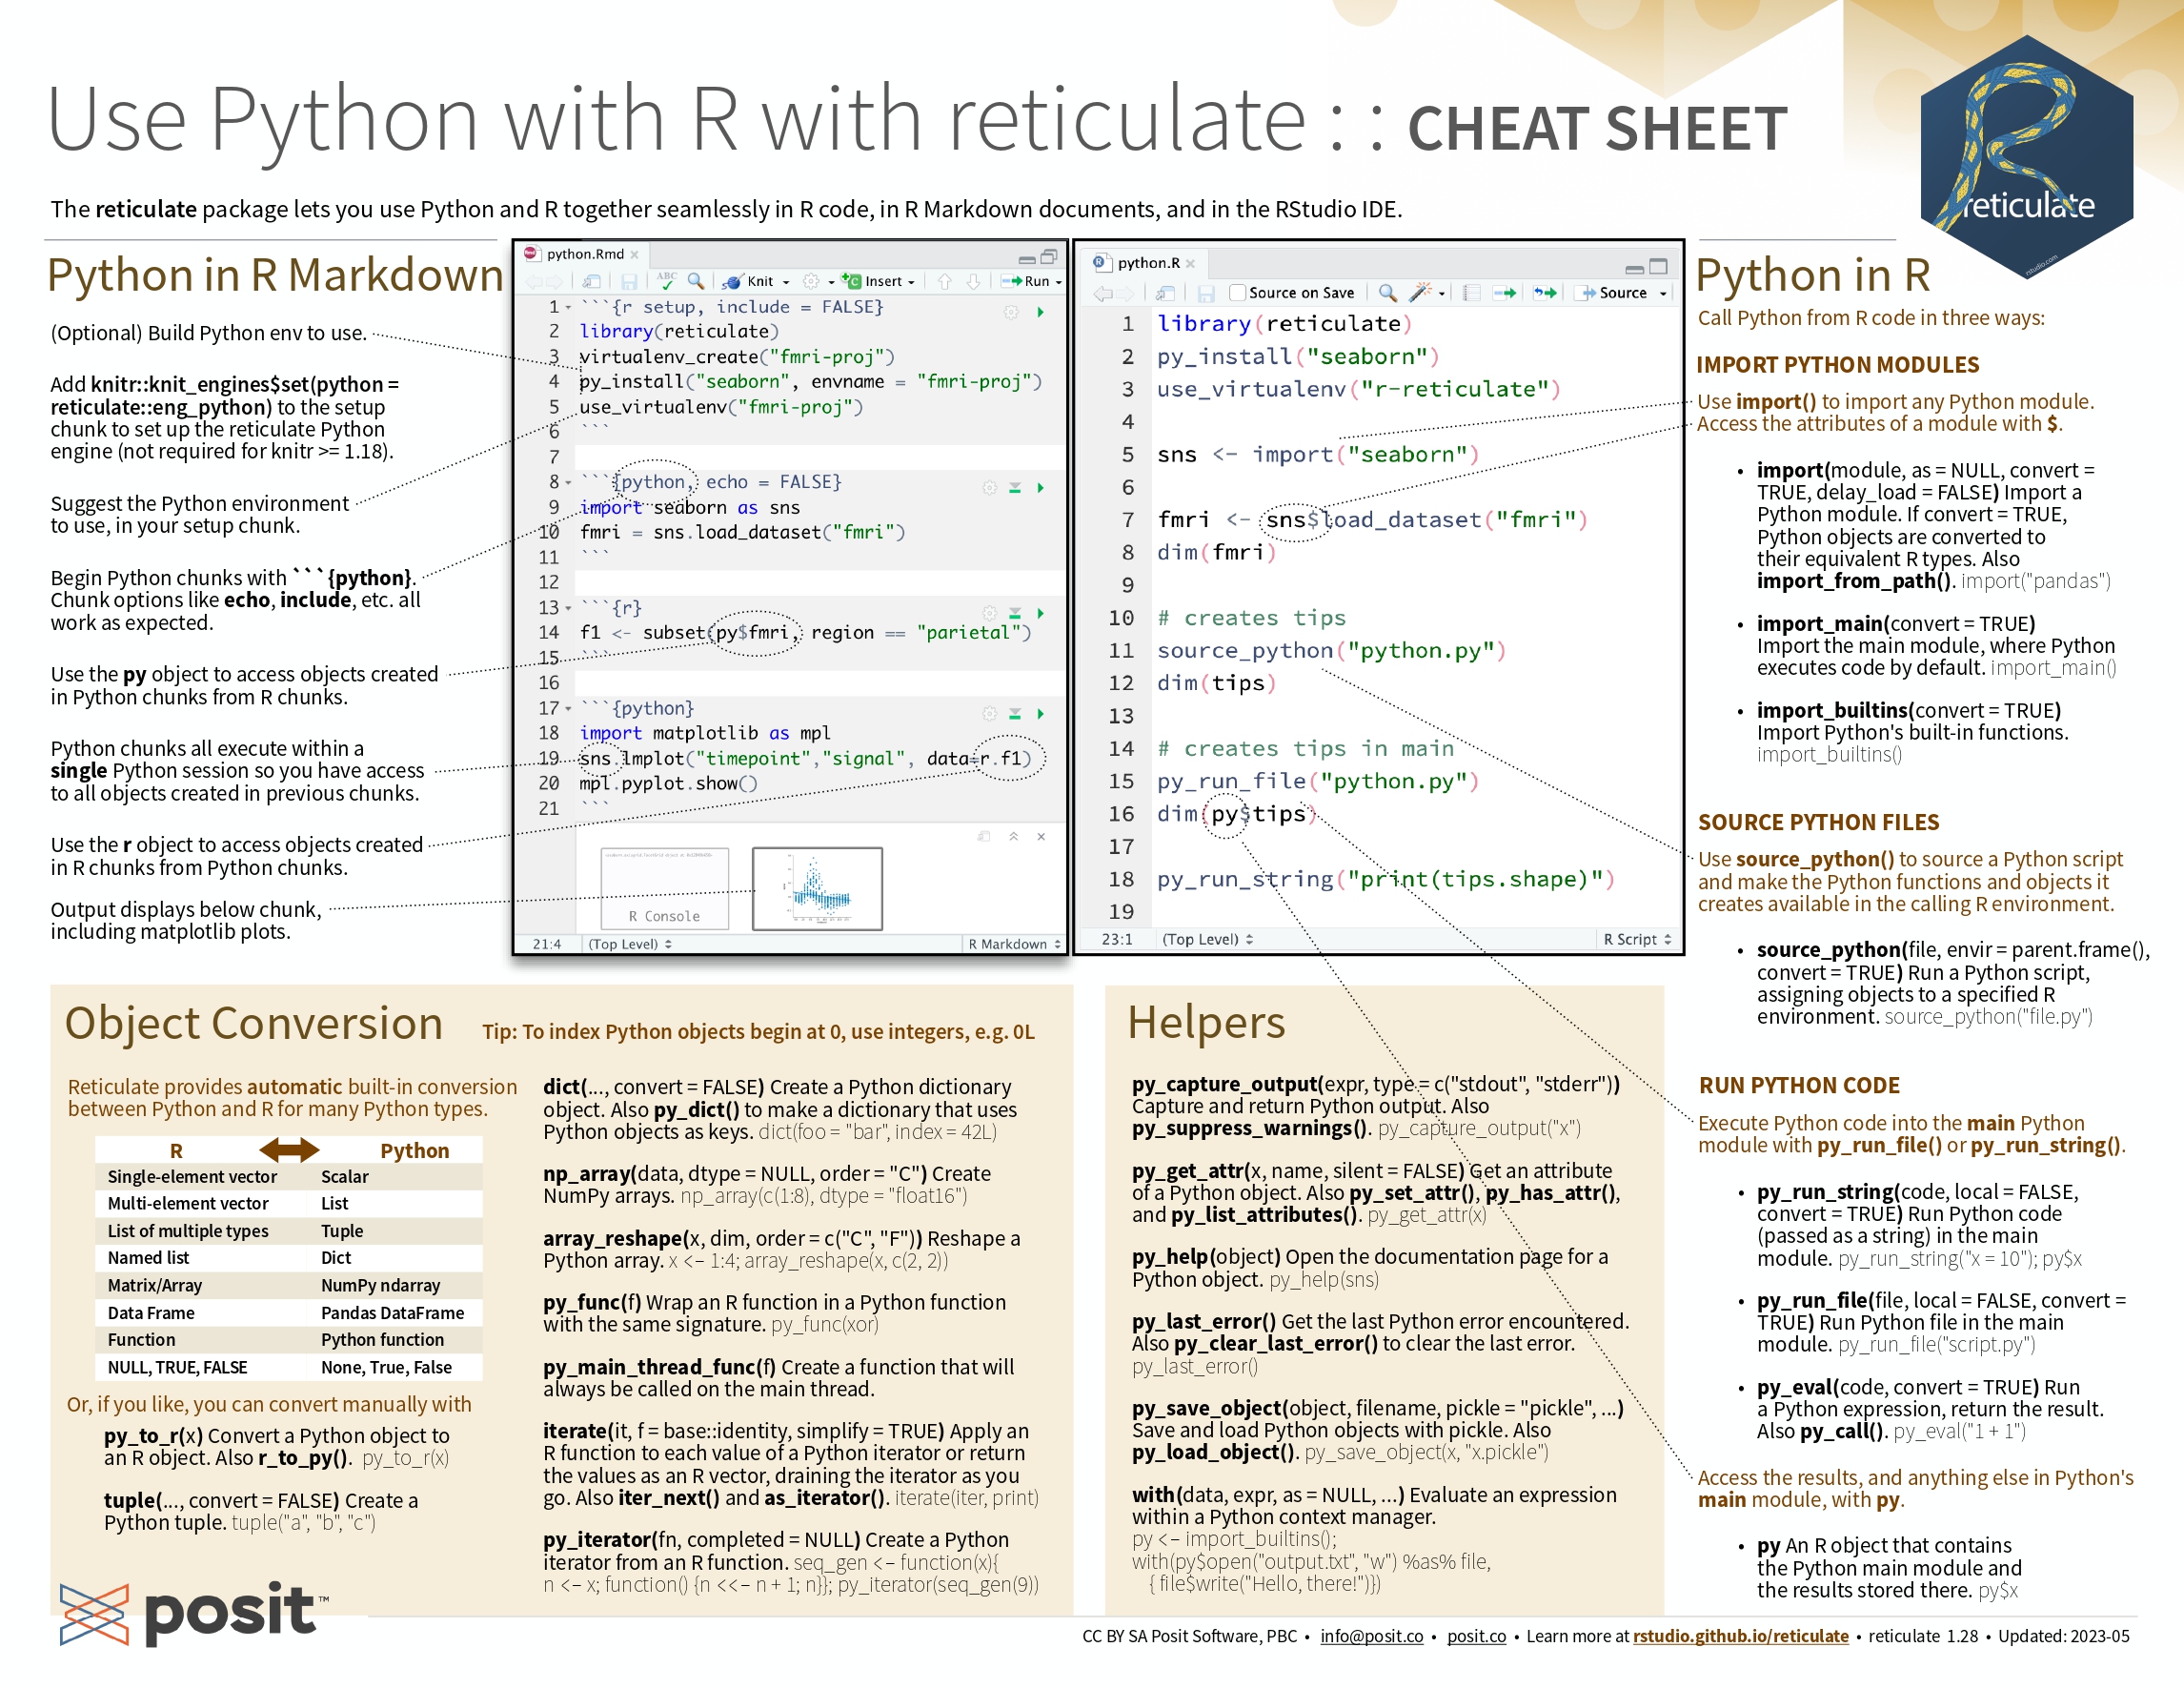 Use Python with R with reticulate : : CHEAT SHEET
The reticulate package lets you use Python and R together seamlessly in R code, in R Markdown documents, and in the RStudio IDE.
reticulate
rstudio.com
Python in R Markdown
(Optional) Build Python env to use.
Add knitr::knit_engines$set(python =
reticulate::eng_python) to the setup
chunk to set up the reticulate Python
engine (not required for knitr >= 1.18).
Suggest the Python environment
to use, in your setup chunk.
Begin Python chunks with ```{python}.
Chunk options like echo, include, etc. all
work as expected.
Use the py object to access objects created
in Python chunks from R chunks.
Python chunks all execute within a
single Python session so you have access
to all objects created in previous chunks.
Use the r object to access objects created
in R chunks from Python chunks.
Output displays below chunk,
including matplotlib plots.
python.Rmd
ABC Knit Insert Run
1 ```{r setup, include = FALSE}
2 library(reticulate)
3 virtualenv_create("fmri-proj")
4 py_install("seaborn", envname = "fmri-proj")
5 use_virtualenv("fmri-proj")
6 ```
7
8 ```{python, echo = FALSE}
9 import seaborn as sns
10 fmri = sns.load_dataset("fmri")
11 ```
12
13 ```{r}
14 f1 <- subset(py$fmri, region == "parietal")
15 ```
16
17 ```{python}
18 import matplotlib as mpl
19 sns.lmplot("timepoint","signal", data=r.f1)
20 mpl.pyplot.show()
21 ```
R Console
21:4 (Top Level) R Markdown
python.R
Source on Save Source
1 library(reticulate)
2 py_install("seaborn")
3 use_virtualenv("r-reticulate")
4
5 sns <- import("seaborn")
6
7 fmri <- sns$load_dataset("fmri")
8 dim(fmri)
9
10 # creates tips
11 source_python("python.py")
12 dim(tips)
13
14 # creates tips in main
15 py_run_file("python.py")
16 dim(py$tips)
17
18 py_run_string("print(tips.shape)")
19
23:1 (Top Level) R Script
Python in R
Call Python from R code in three ways:
IMPORT PYTHON MODULES
Use import() to import any Python module.
Access the attributes of a module with $.
• import(module, as = NULL, convert =
TRUE, delay_load = FALSE) Import a
Python module. If convert = TRUE,
Python objects are converted to
their equivalent R types. Also
import_from_path(). import("pandas")
• import_main(convert = TRUE)
Import the main module, where Python
executes code by default. import_main()
• import_builtins(convert = TRUE)
Import Python's built-in functions.
import_builtins()
SOURCE PYTHON FILES
Use source_python() to source a Python script
and make the Python functions and objects it
creates available in the calling R environment.
• source_python(file, envir = parent.frame(),
convert = TRUE) Run a Python script,
assigning objects to a specified R
environment. source_python("file.py")
RUN PYTHON CODE
Execute Python code into the main Python
module with py_run_file() or py_run_string().
• py_run_string(code, local = FALSE,
convert = TRUE) Run Python code
(passed as a string) in the main
module. py_run_string("x = 10"); py$x
• py_run_file(file, local = FALSE, convert =
TRUE) Run Python file in the main
module. py_run_file("script.py")
• py_eval(code, convert = TRUE) Run
a Python expression, return the result.
Also py_call(). py_eval("1 + 1")
Access the results, and anything else in Python's
main module, with py.
• py An R object that contains
the Python main module and
the results stored there. py$x
Object Conversion
Tip: To index Python objects begin at 0, use integers, e.g. 0L
Reticulate provides automatic built-in conversion
between Python and R for many Python types.
R Python
Single-element vector Scalar
Multi-element vector List
List of multiple types Tuple
Named list Dict
Matrix/Array NumPy ndarray
Data Frame Pandas DataFrame
Function Python function
NULL, TRUE, FALSE None, True, False
Or, if you like, you can convert manually with
py_to_r(x) Convert a Python object to
an R object. Also r_to_py(). py_to_r(x)
tuple(..., convert = FALSE) Create a
Python tuple. tuple("a", "b", "c")
dict(..., convert = FALSE) Create a Python dictionary
object. Also py_dict() to make a dictionary that uses
Python objects as keys. dict(foo = "bar", index = 42L)
np_array(data, dtype = NULL, order = "C") Create
NumPy arrays. np_array(c(1:8), dtype = "float16")
array_reshape(x, dim, order = c("C", "F")) Reshape a
Python array. x <– 1:4; array_reshape(x, c(2, 2))
py_func(f) Wrap an R function in a Python function
with the same signature. py_func(xor)
py_main_thread_func(f) Create a function that will
always be called on the main thread.
iterate(it, f = base::identity, simplify = TRUE) Apply an
R function to each value of a Python iterator or return
the values as an R vector, draining the iterator as you
go. Also iter_next() and as_iterator(). iterate(iter, print)
py_iterator(fn, completed = NULL) Create a Python
iterator from an R function. seq_gen <– function(x){
n <– x; function() {n <<– n + 1; n}}; py_iterator(seq_gen(9))
Helpers
py_capture_output(expr, type = c("stdout", "stderr"))
Capture and return Python output. Also
py_suppress_warnings(). py_capture_output("x")
py_get_attr(x, name, silent = FALSE) Get an attribute
of a Python object. Also py_set_attr(), py_has_attr(),
and py_list_attributes(). py_get_attr(x)
py_help(object) Open the documentation page for a
Python object. py_help(sns)
py_last_error() Get the last Python error encountered.
Also py_clear_last_error() to clear the last error.
py_last_error()
py_save_object(object, filename, pickle = "pickle", ...)
Save and load Python objects with pickle. Also
py_load_object(). py_save_object(x, "x.pickle")
with(data, expr, as = NULL, ...) Evaluate an expression
within a Python context manager.
py <– import_builtins();
with(py$open("output.txt", "w") %as% file,
{ file$write("Hello, there!")})
posit™
CC BY SA Posit Software, PBC • info@posit.co • posit.co • Learn more at rstudio.github.io/reticulate • reticulate 1.28 • Updated: 2023-05